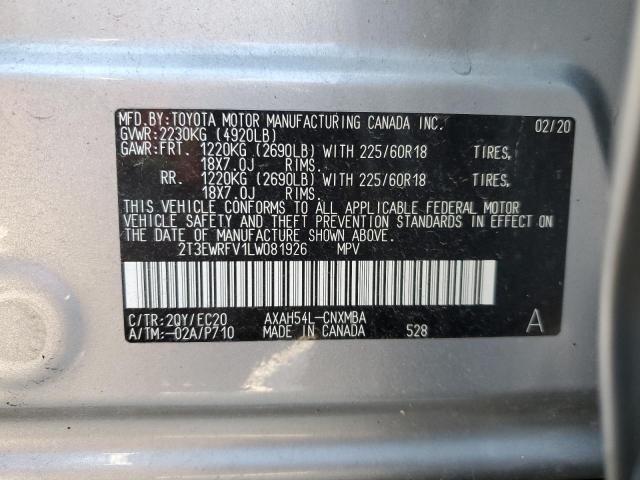 MFD.BY:TOYOTA MOTOR MANUFACTURING CANADA INC. 02/20
GVWR:2230KG (4920LB)
GAWR:FRT. 1220KG (2690LB) WITH 225/60R18 TIRES,
18X7.0J RIMS.
RR. 1220KG (2690LB) WITH 225/60R18 TIRES,
18X7.0J RIMS.
THIS VEHICLE CONFORMS TO ALL APPLICABLE FEDERAL MOTOR
VEHICLE SAFETY AND THEFT PREVENTION STANDARDS IN EFFECT ON
THE DATE OF MANUFACTURE SHOWN ABOVE.
2T3EWRFV1LW081926 MPV
C/TR:2QY/EC20 AXAH54L-CNXMBA A
A/TM:-02A/P710 MADE IN CANADA 528